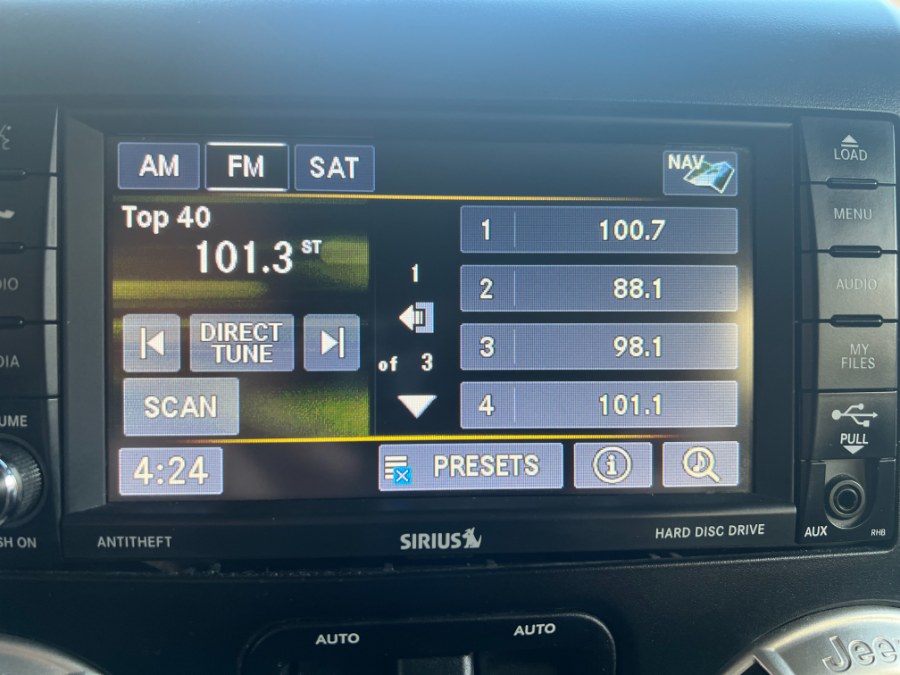 AM FM SAT NAV
Top 40
101.3 ST
DIRECT
TUNE
SCAN
4:24
1
of 3
1 100.7
2 88.1
3 98.1
4 101.1
PRESETS
i
LOAD
MENU
AUDIO
MY
FILES
PULL
AUX
RHB
ANTITHEFT
SIRIUS
HARD DISC DRIVE
AUTO
AUTO
Jeep